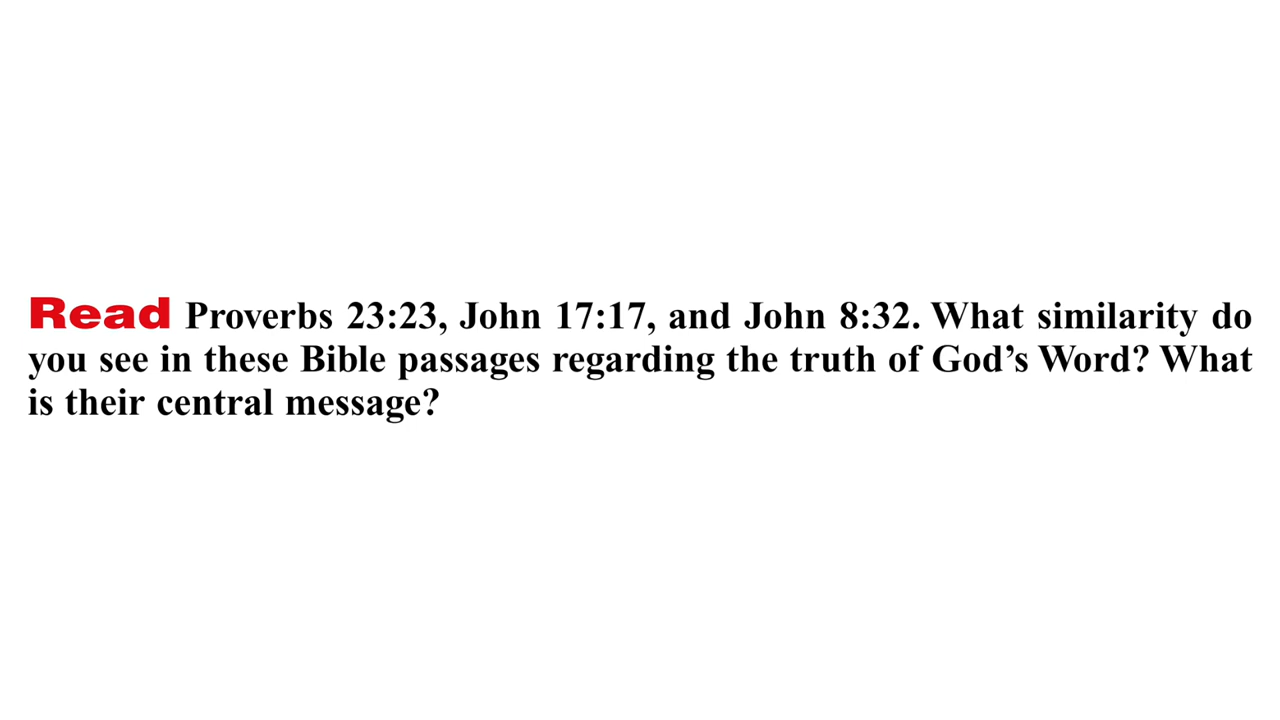 Read Proverbs 23:23, John 17:17, and John 8:32. What similarity do
you see in these Bible passages regarding the truth of God’s Word? What
is their central message?